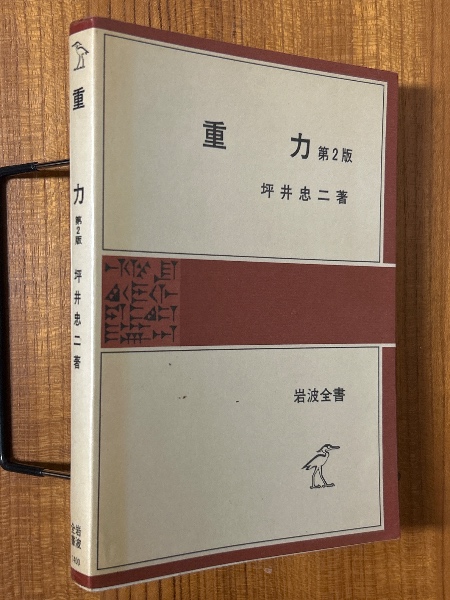 重力 第2版
坪井忠二著
岩波全書
重力 第2版 坪井忠二著
岩波全書
1400